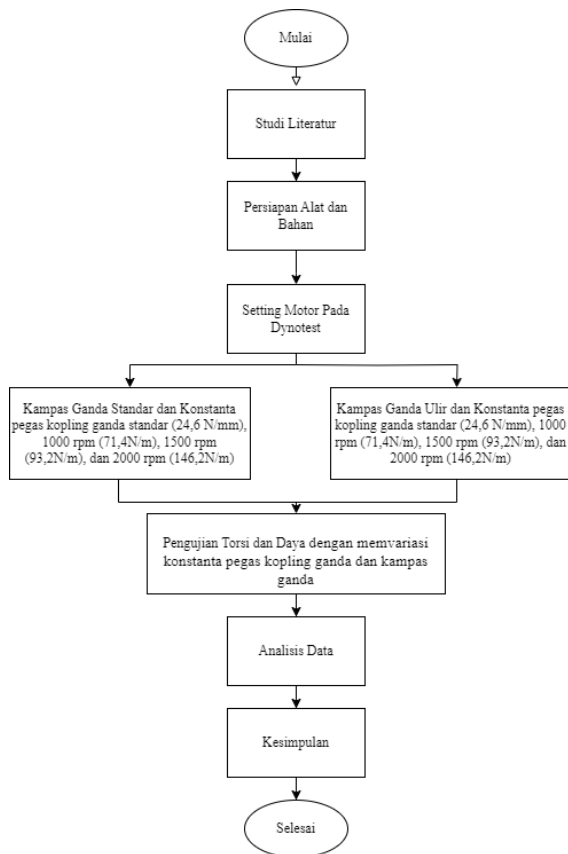 Mulai
Studi Literatur
Persiapan Alat dan
Bahan
Setting Motor Pada
Dynotest
Kampas Ganda Standar dan Konstanta
pegas kopling ganda standar (24,6 N/mm),
1000 rpm (71,4N/m), 1500 rpm
(93,2N/m), dan 2000 rpm (146,2N/m)
Kampas Ganda Ulir dan Konstanta pegas
kopling ganda standar (24,6 N/mm), 1000
rpm (71,4N/m), 1500 rpm (93,2N/m), dan
2000 rpm (146,2N/m)
Pengujian Torsi dan Daya dengan memvariasi
konstanta pegas kopling ganda dan kampas
ganda
Analisis Data
Kesimpulan
Selesai